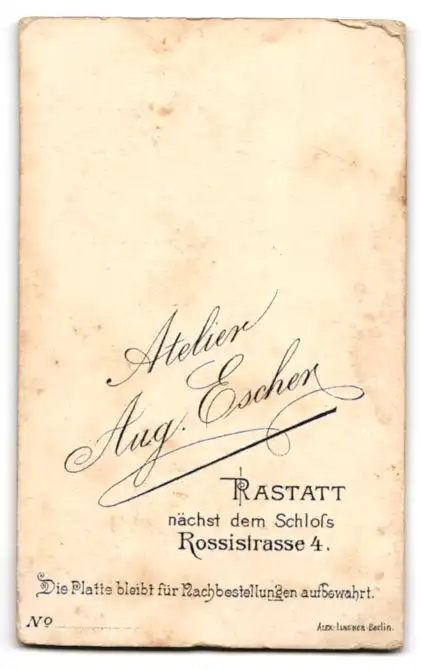 Atelier
Aug. Escher
RASTATT
nächst dem Schloſs
Rossistrasse 4.
Die Platte bleibt für Nachbestellungen aufbewahrt.
No
ALEX. LINDNER-Berlin.